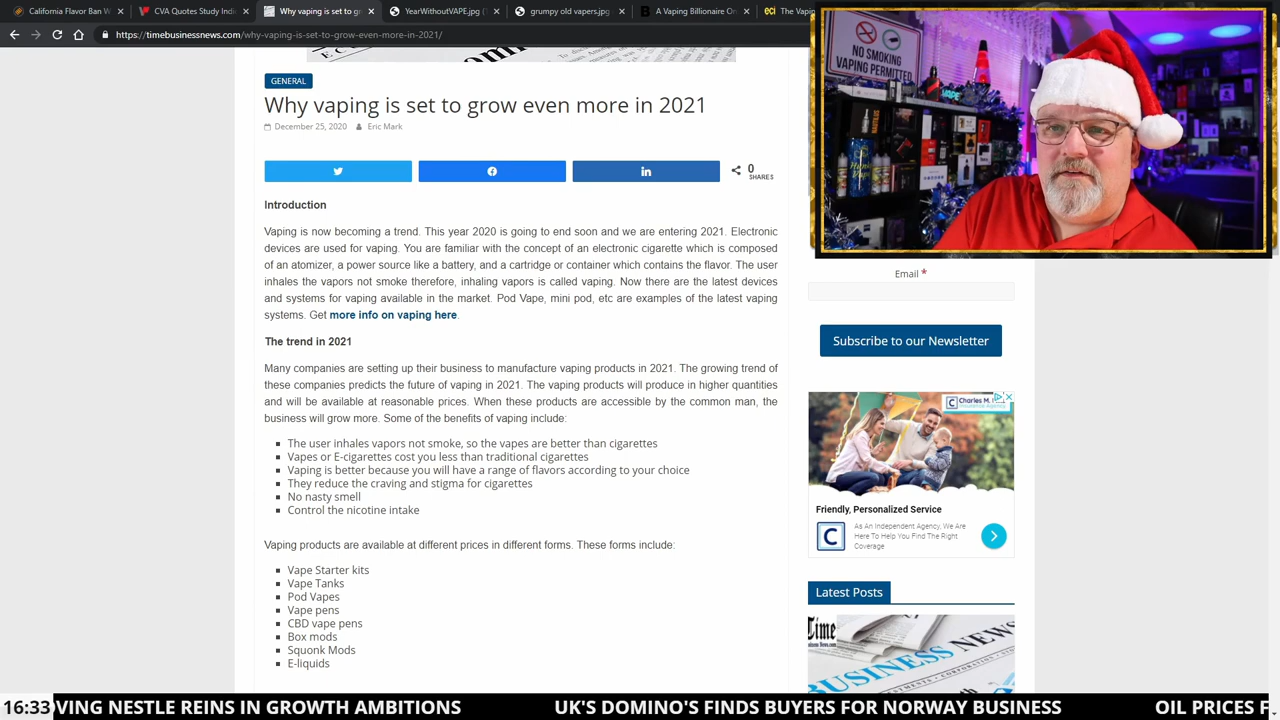 California Flavor Ban W
CVA Quotes Study Indi
Why vaping is set to g
YearWithoutVAPE.jpg (
grumpy old vapers.jpg
A Vaping Billionaire On
The Vapi
https://timebusinessnews.com/why-vaping-is-set-to-grow-even-more-in-2021/
GENERAL
Why vaping is set to grow even more in 2021
December 25, 2020 Eric Mark
0
SHARES
Introduction
Vaping is now becoming a trend. This year 2020 is going to end soon and we are entering 2021. Electronic
devices are used for vaping. You are familiar with the concept of an electronic cigarette which is composed
of an atomizer, a power source like a battery, and a cartridge or container which contains the flavor. The user
inhales the vapors not smoke therefore, inhaling vapors is called vaping. Now there are the latest devices
and systems for vaping available in the market. Pod Vape, mini pod, etc are examples of the latest vaping
systems. Get more info on vaping here.
The trend in 2021
Many companies are setting up their business to manufacture vaping products in 2021. The growing trend of
these companies predicts the future of vaping in 2021. The vaping products will produce in higher quantities
and will be available at reasonable prices. When these products are accessible by the common man, the
business will grow more. Some of the benefits of vaping include:
The user inhales vapors not smoke, so the vapes are better than cigarettes
Vapes or E-cigarettes cost you less than traditional cigarettes
Vaping is better because you will have a range of flavors according to your choice
They reduce the craving and stigma for cigarettes
No nasty smell
Control the nicotine intake
Vaping products are available at different prices in different forms. These forms include:
Vape Starter kits
Vape Tanks
Pod Vapes
Vape pens
CBD vape pens
Box mods
Squonk Mods
E-liquids
NO SMOKING
VAPING PERMITTED
VAPE
NAUTILUS
Email *
Subscribe to our Newsletter
Charles M.
Friendly, Personalized Service
As An Independent Agency, We Are
Here To Help You Find The Right
Coverage
Latest Posts
Time
BUSINESS NEWS
16:33
OVING NESTLE REINS IN GROWTH AMBITIONS
UK'S DOMINO'S FINDS BUYERS FOR NORWAY BUSINESS
OIL PRICES F